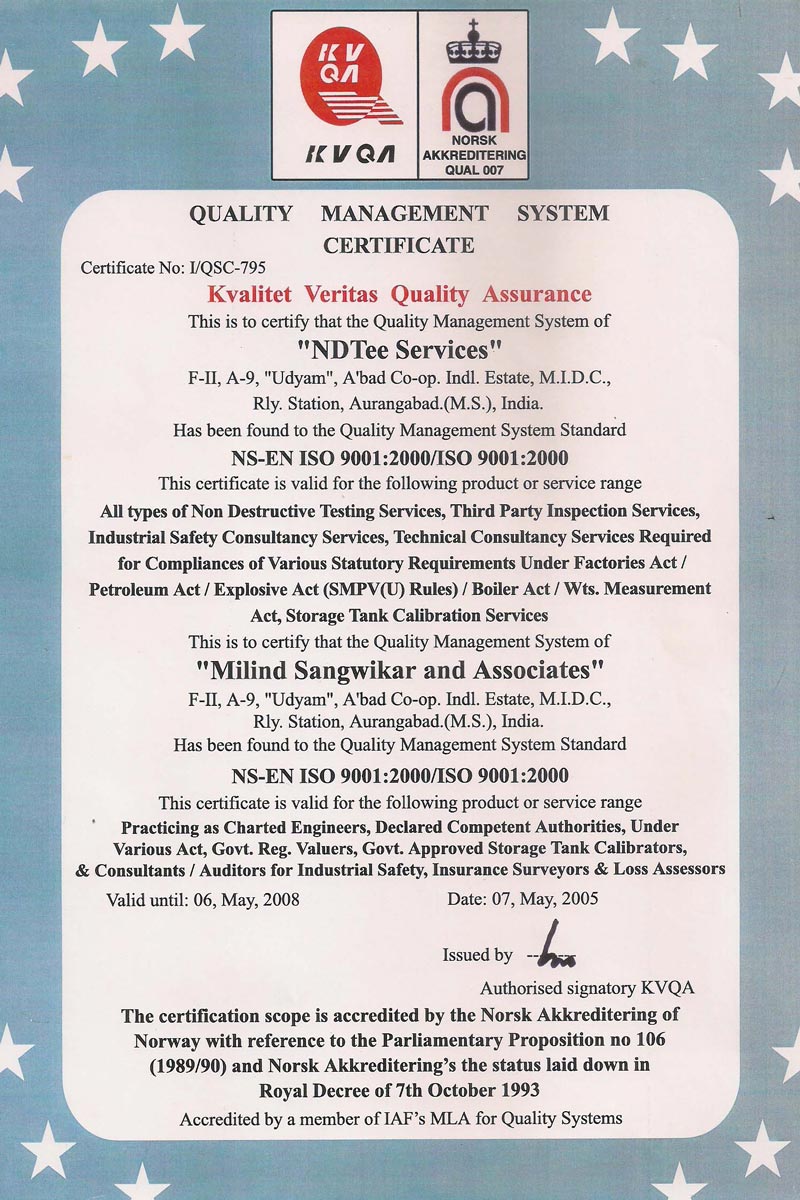 KV
QA
KVQA
NORSK
AKKREDITERING
QUAL 007
QUALITY MANAGEMENT SYSTEM
CERTIFICATE
Certificate No: I/QSC-795
Kvalitet Veritas Quality Assurance
This is to certify that the Quality Management System of
"NDTee Services"
F-II, A-9, "Udyam", A'bad Co-op. Indl. Estate, M.I.D.C.,
Rly. Station, Aurangabad.(M.S.), India.
Has been found to the Quality Management System Standard
NS-EN ISO 9001:2000/ISO 9001:2000
This certificate is valid for the following product or service range
All types of Non Destructive Testing Services, Third Party Inspection Services,
Industrial Safety Consultancy Services, Technical Consultancy Services Required
for Compliances of Various Statutory Requirements Under Factories Act /
Petroleum Act / Explosive Act (SMPV(U) Rules) / Boiler Act / Wts. Measurement
Act, Storage Tank Calibration Services
This is to certify that the Quality Management System of
"Milind Sangwikar and Associates"
F-II, A-9, "Udyam", A'bad Co-op. Indl. Estate, M.I.D.C.,
Rly. Station, Aurangabad.(M.S.), India.
Has been found to the Quality Management System Standard
NS-EN ISO 9001:2000/ISO 9001:2000
This certificate is valid for the following product or service range
Practicing as Charted Engineers, Declared Competent Authorities, Under
Various Act, Govt. Reg. Valuers, Govt. Approved Storage Tank Calibrators,
& Consultants / Auditors for Industrial Safety, Insurance Surveyors & Loss Assessors
Valid until: 06, May, 2008 Date: 07, May, 2005
Issued by
Authorised signatory KVQA
The certification scope is accredited by the Norsk Akkreditering of
Norway with reference to the Parliamentary Proposition no 106
(1989/90) and Norsk Akkreditering's the status laid down in
Royal Decree of 7th October 1993
Accredited by a member of IAF's MLA for Quality Systems